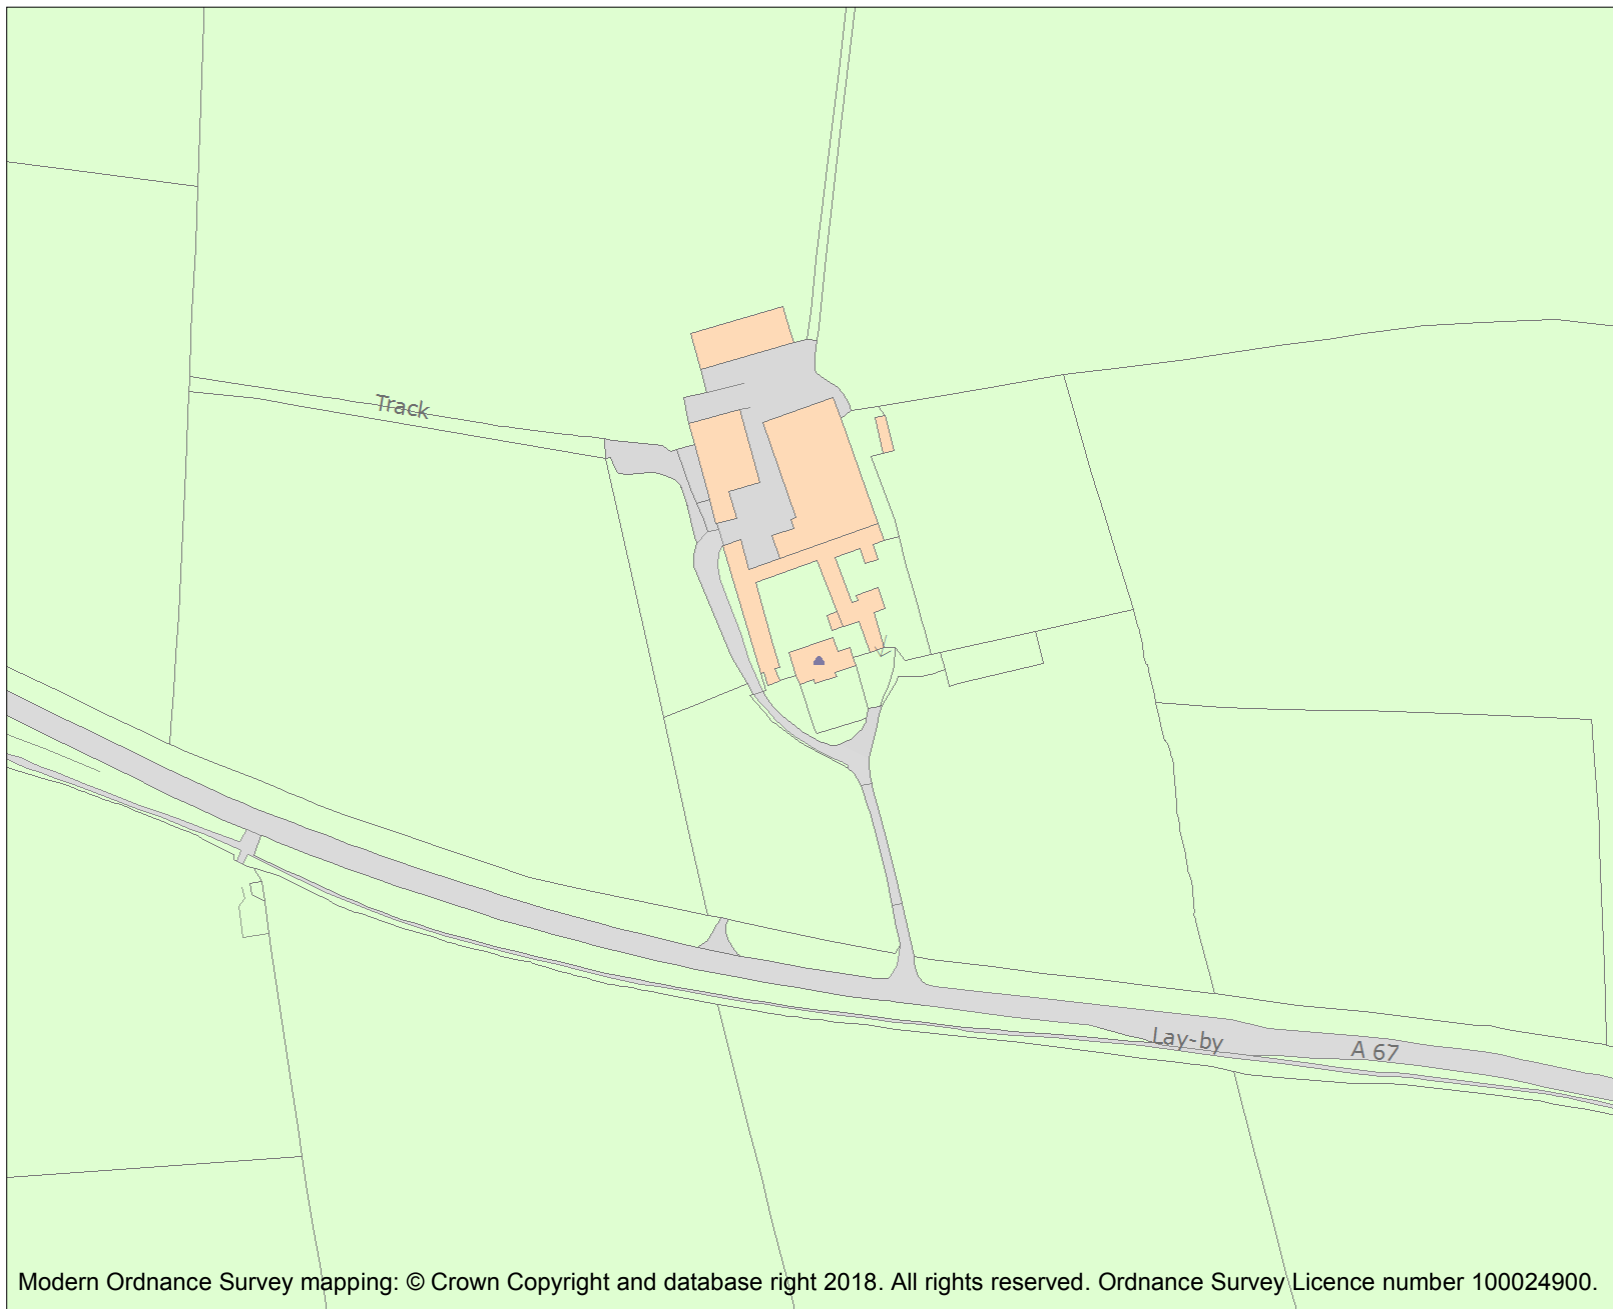 Track
Lay-by
A 67
Modern Ordnance Survey mapping: © Crown Copyright and database right 2018. All rights reserved. Ordnance Survey Licence number 100024900.